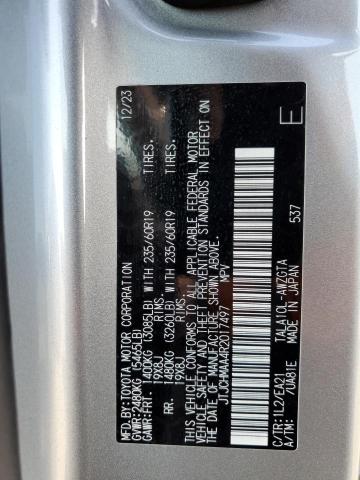 MFD.BY:TOYOTA MOTOR CORPORATION 12/23
GVWR:2480KG (5465LB)
GAWR:FRT. 1400KG (3085LB) WITH 235/60R19 TIRES.
19X8J RIMS.
RR. 1480KG (3260LB) WITH 235/60R19 TIRES.
19X8J RIMS.
THIS VEHICLE CONFORMS TO ALL APPLICABLE FEDERAL MOTOR
VEHICLE SAFETY AND THEFT PREVENTION STANDARDS IN EFFECT
ON THE DATE OF MANUFACTURE SHOWN ABOVE.
MPV
C/TR:1L2/EA21 TALA10L-AWZGTA
A/TM: /UA81E MADE IN JAPAN
537
E